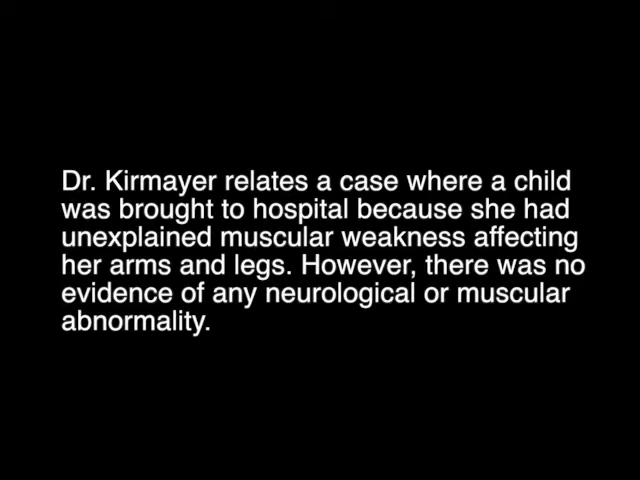 Dr. Kirmayer relates a case where a child
was brought to hospital because she had
unexplained muscular weakness affecting
her arms and legs. However, there was no
evidence of any neurological or muscular
abnormality.